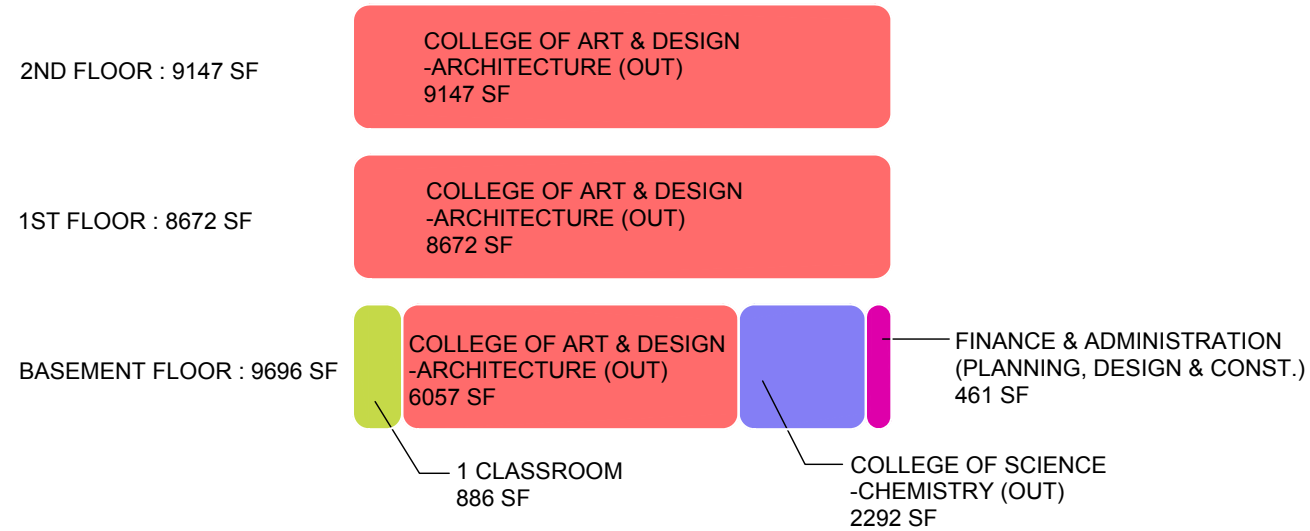 2ND FLOOR : 9147 SF
COLLEGE OF ART & DESIGN
-ARCHITECTURE (OUT)
9147 SF
1ST FLOOR : 8672 SF
COLLEGE OF ART & DESIGN
-ARCHITECTURE (OUT)
8672 SF
BASEMENT FLOOR : 9696 SF
COLLEGE OF ART & DESIGN
-ARCHITECTURE (OUT)
6057 SF
FINANCE & ADMINISTRATION
(PLANNING, DESIGN & CONST.)
461 SF
1 CLASSROOM
886 SF
COLLEGE OF SCIENCE
-CHEMISTRY (OUT)
2292 SF